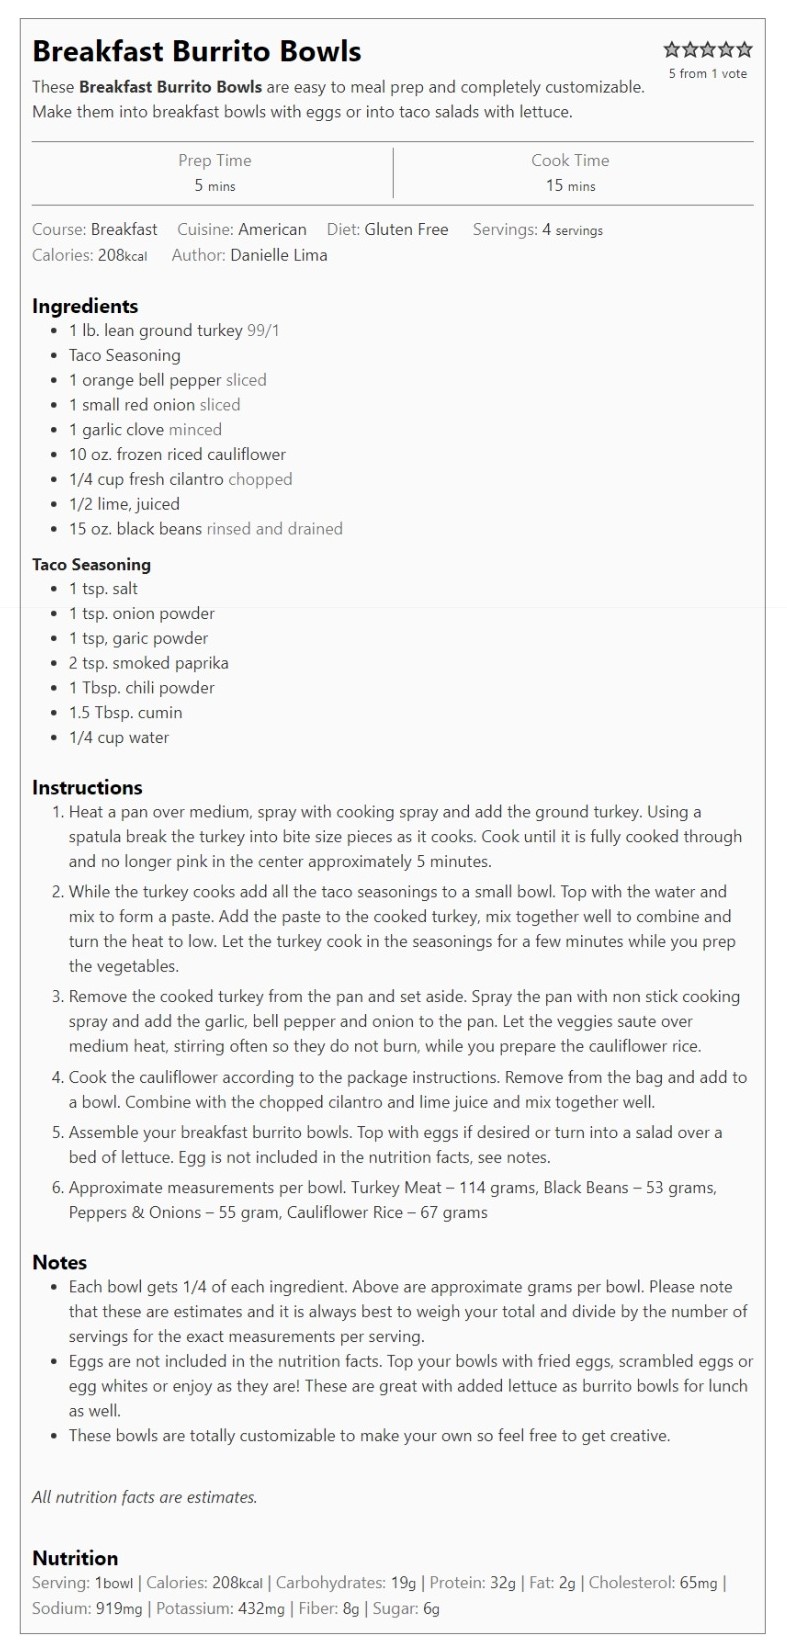 Breakfast Burrito Bowls
5 from 1 vote
These Breakfast Burrito Bowls are easy to meal prep and completely customizable.
Make them into breakfast bowls with eggs or into taco salads with lettuce.
Prep Time
5 mins
Cook Time
15 mins
Course: Breakfast Cuisine: American Diet: Gluten Free Servings: 4 servings
Calories: 208kcal Author: Danielle Lima
Ingredients
• 1 lb. lean ground turkey 99/1
• Taco Seasoning
• 1 orange bell pepper sliced
• 1 small red onion sliced
• 1 garlic clove minced
• 10 oz. frozen riced cauliflower
• 1/4 cup fresh cilantro chopped
• 1/2 lime, juiced
• 15 oz. black beans rinsed and drained
Taco Seasoning
• 1 tsp. salt
• 1 tsp. onion powder
• 1 tsp, garic powder
• 2 tsp. smoked paprika
• 1 Tbsp. chili powder
• 1.5 Tbsp. cumin
• 1/4 cup water
Instructions
1. Heat a pan over medium, spray with cooking spray and add the ground turkey. Using a
spatula break the turkey into bite size pieces as it cooks. Cook until it is fully cooked through
and no longer pink in the center approximately 5 minutes.
2. While the turkey cooks add all the taco seasonings to a small bowl. Top with the water and
mix to form a paste. Add the paste to the cooked turkey, mix together well to combine and
turn the heat to low. Let the turkey cook in the seasonings for a few minutes while you prep
the vegetables.
3. Remove the cooked turkey from the pan and set aside. Spray the pan with non stick cooking
spray and add the garlic, bell pepper and onion to the pan. Let the veggies saute over
medium heat, stirring often so they do not burn, while you prepare the cauliflower rice.
4. Cook the cauliflower according to the package instructions. Remove from the bag and add to
a bowl. Combine with the chopped cilantro and lime juice and mix together well.
5. Assemble your breakfast burrito bowls. Top with eggs if desired or turn into a salad over a
bed of lettuce. Egg is not included in the nutrition facts, see notes.
6. Approximate measurements per bowl. Turkey Meat – 114 grams, Black Beans – 53 grams,
Peppers & Onions – 55 gram, Cauliflower Rice – 67 grams
Notes
• Each bowl gets 1/4 of each ingredient. Above are approximate grams per bowl. Please note
that these are estimates and it is always best to weigh your total and divide by the number of
servings for the exact measurements per serving.
• Eggs are not included in the nutrition facts. Top your bowls with fried eggs, scrambled eggs or
egg whites or enjoy as they are! These are great with added lettuce as burrito bowls for lunch
as well.
• These bowls are totally customizable to make your own so feel free to get creative.
All nutrition facts are estimates.
Nutrition
Serving: 1bowl | Calories: 208kcal | Carbohydrates: 19g | Protein: 32g | Fat: 2g | Cholesterol: 65mg |
Sodium: 919mg | Potassium: 432mg | Fiber: 8g | Sugar: 6g